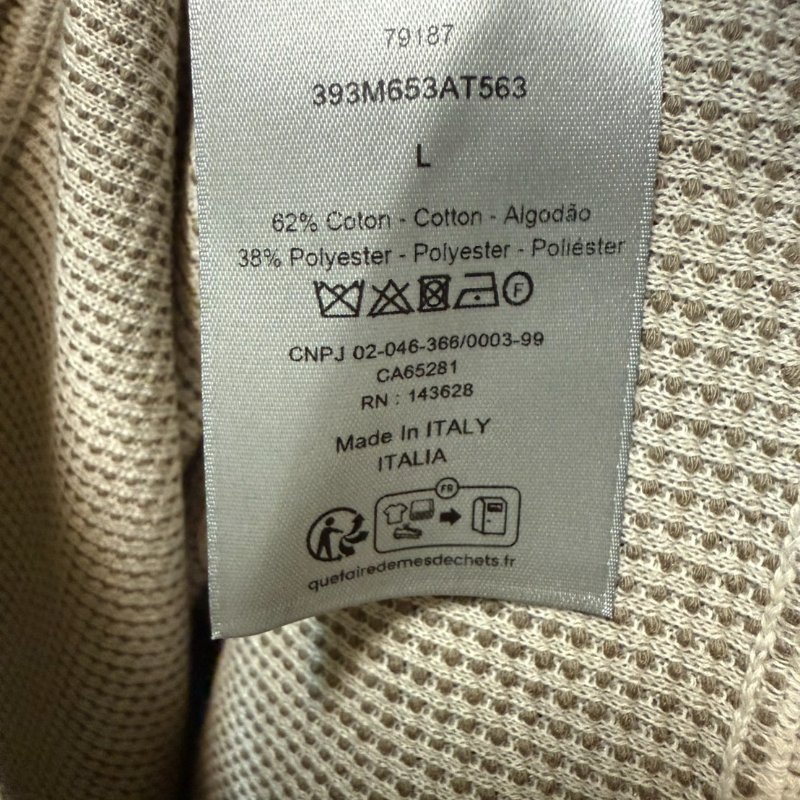 79187
393M653AT563
L
62% Coton - Cotton - Algodão
38% Polyester - Polyester - Poliéster
F
CNPJ 02-046-366/0003-99
CA65281
RN : 143628
Made In ITALY
ITALIA
FR
quefairedemesdechets.fr